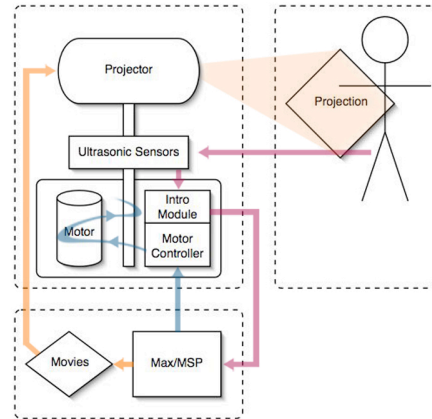 Projector
Projection
Ultrasonic Sensors
Intro
Module
Motor
Motor
Controller
Movies
Max/MSP